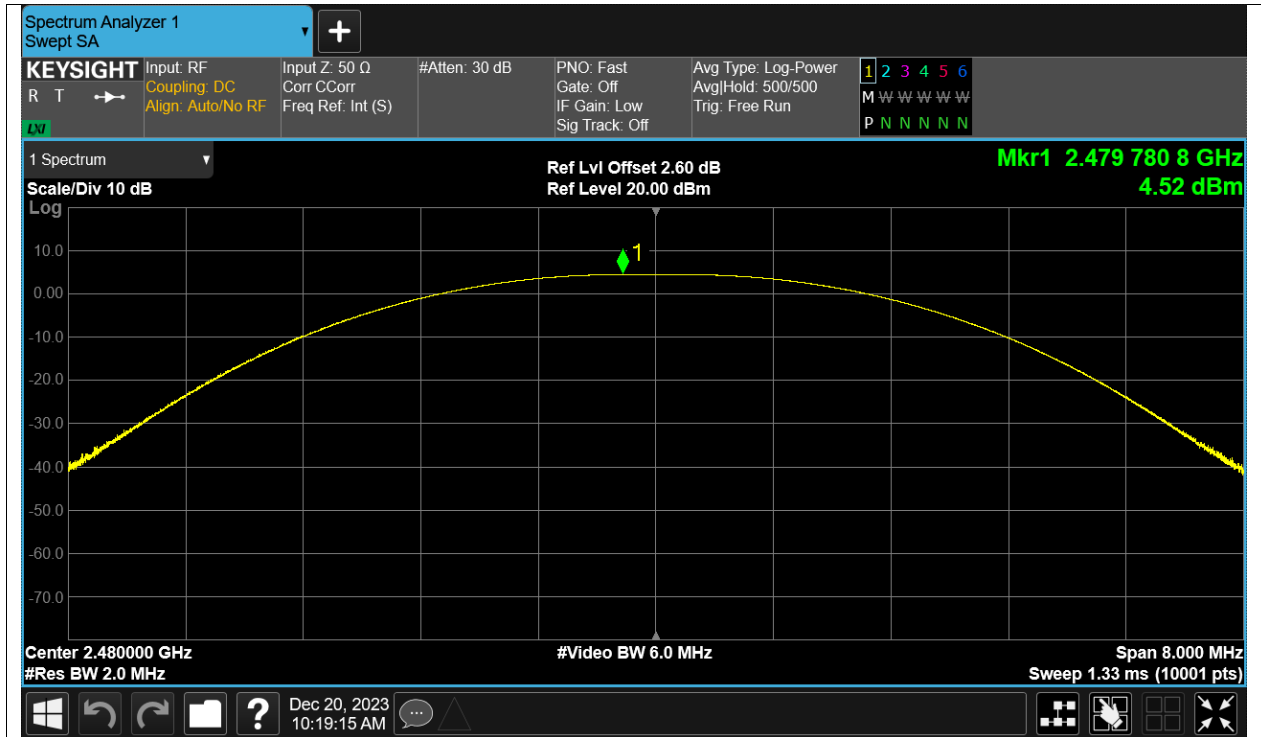 Spectrum Analyzer 1
Swept SA
KEYSIGHT
R T
LXI
Input: RF
Coupling: DC
Align: Auto/No RF
Input Z: 50 Ω
Corr CCorr
Freq Ref: Int (S)
#Atten: 30 dB
PNO: Fast
Gate: Off
IF Gain: Low
Sig Track: Off
Avg Type: Log-Power
Avg|Hold: 500/500
Trig: Free Run
1 2 3 4 5 6
M W W W W W
P N N N N N N
1 Spectrum
Scale/Div 10 dB
Log
Ref Lvl Offset 2.60 dB
Ref Level 20.00 dBm
Mkr1 2.479 780 8 GHz
4.52 dBm
1
10.0
0.00
-10.0
-20.0
-30.0
-40.0
-50.0
-60.0
-70.0
Center 2.480000 GHz
#Res BW 2.0 MHz
#Video BW 6.0 MHz
Span 8.000 MHz
Sweep 1.33 ms (10001 pts)
?
Dec 20, 2023
10:19:15 AM